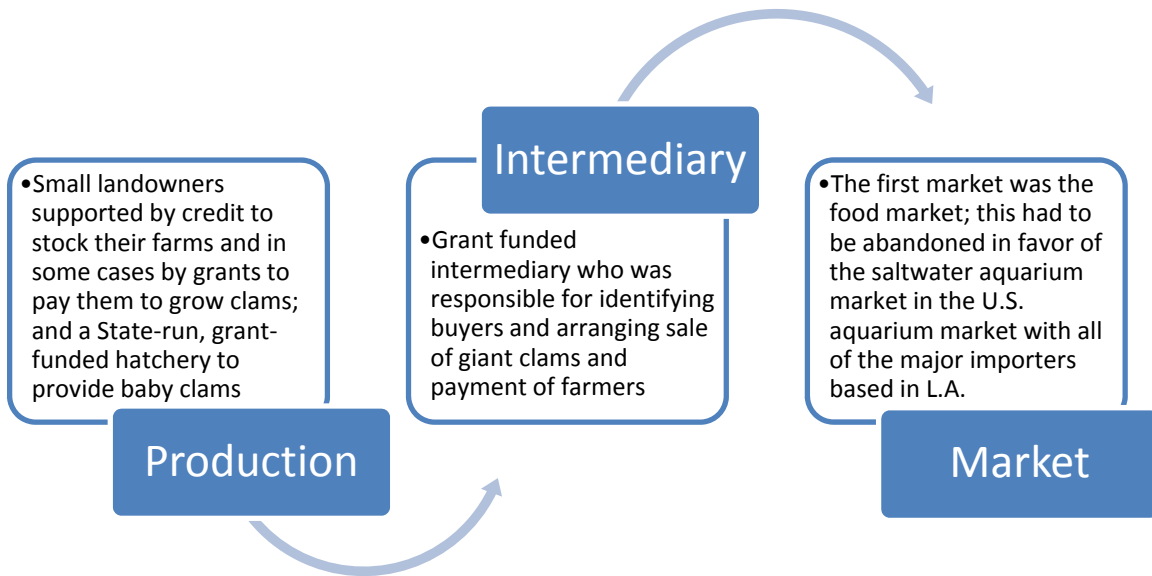 •Small landowners
supported by credit to
stock their farms and in
some cases by grants to
pay them to grow clams;
and a State-run, grant-
funded hatchery to
provide baby clams
Production
Intermediary
•Grant funded
intermediary who was
responsible for identifying
buyers and arranging sale
of giant clams and
payment of farmers
•The first market was the
food market; this had to
be abandoned in favor of
the saltwater aquarium
market in the U.S.
aquarium market with all
of the major importers
based in L.A.
Market